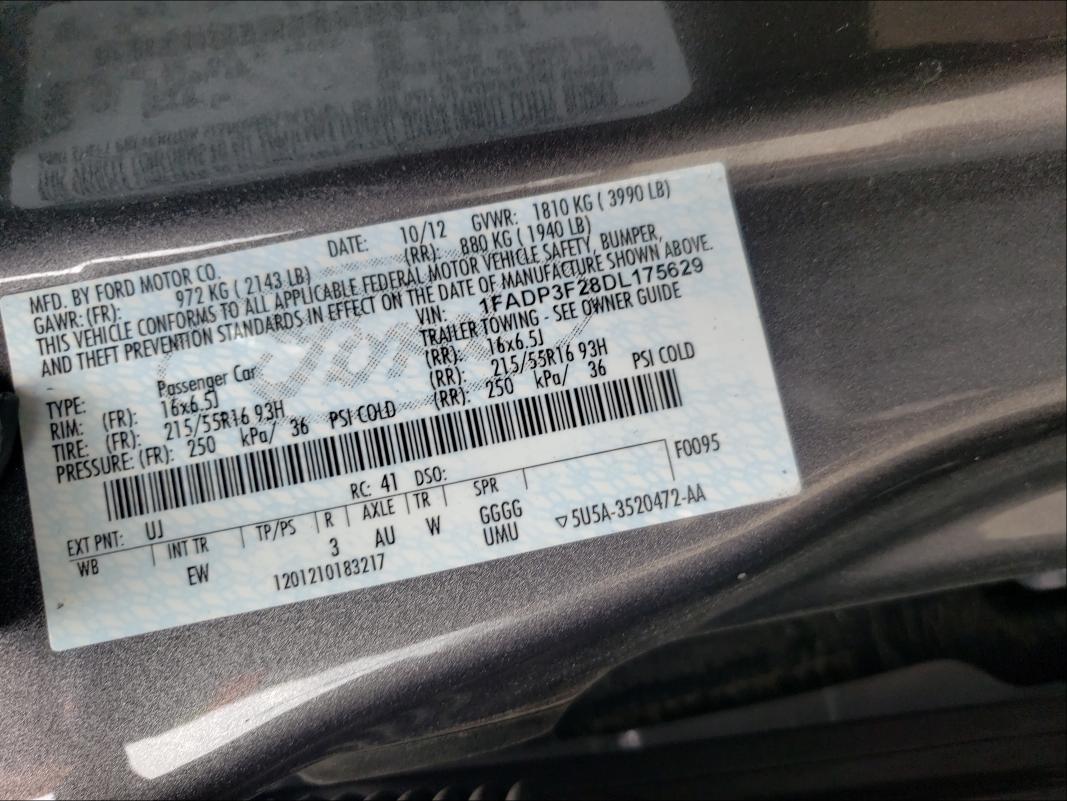 MFD. BY FORD MOTOR CO. DATE: 10/12 GVWR: 1810 KG ( 3990 LB)
GAWR: (FR): 972 KG ( 2143 LB) (RR): 880 KG ( 1940 LB)
THIS VEHICLE CONFORMS TO ALL APPLICABLE FEDERAL MOTOR VEHICLE SAFETY, BUMPER,
AND THEFT PREVENTION STANDARDS IN EFFECT ON THE DATE OF MANUFACTURE SHOWN ABOVE.
VIN: 1FADP3F28DL175629
TYPE: Passenger Car TRAILER TOWING - SEE OWNER GUIDE
RIM: (FR): 16x6.5J (RR): 16x6.5J
TIRE: (FR): 215/55R16 93H (RR): 215/55R16 93H
PRESSURE: (FR): 250 kPa/ 36 PSI COLD (RR): 250 kPa/ 36 PSI COLD
EXT PNT: UJ RC: 41 DSO: F0095
WB INT TR TP/PS R AXLE TR SPR
EW 3 AU W GGGG
UMU
1201210183217 ▽5U5A-3520472-AA